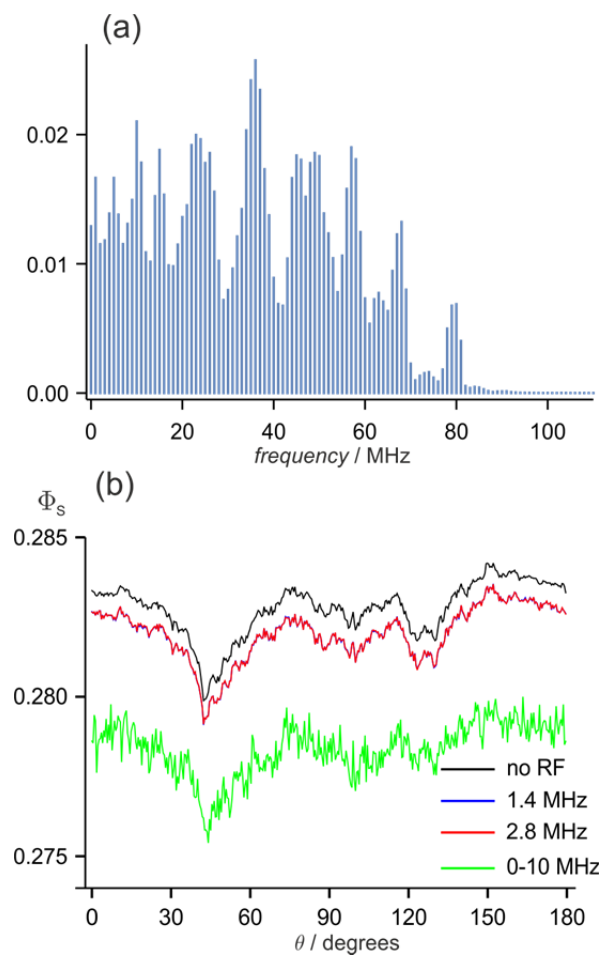 (a)
0.02
0.01
0.00
0 20 40 60 80 100
frequency / MHz
(b)
Φs
0.285
0.280
0.275
no RF
1.4 MHz
2.8 MHz
0-10 MHz
0 30 60 90 120 150 180
θ / degrees